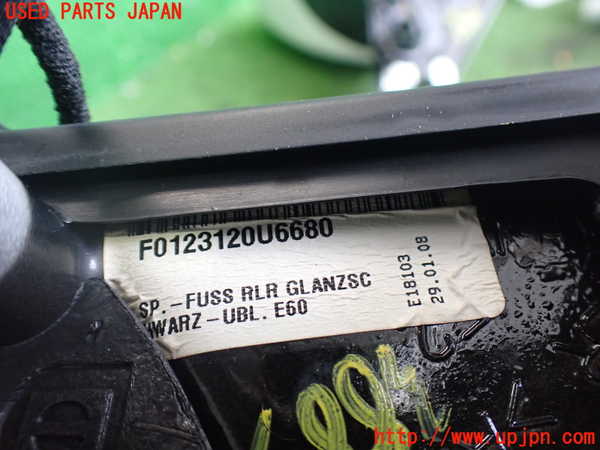 USED PARTS JAPAN
F0123120U6680
SP.-FUSS RLR GLANZSC
WARZ-UBL. E60
E18103
29.01.08
http://www.upjpn.com/